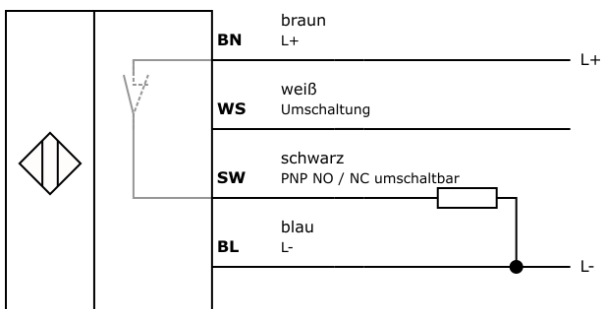 braun
BN L+
L+
weiß
WS Umschaltung
schwarz
SW PNP NO / NC umschaltbar
blau
BL L-
L-